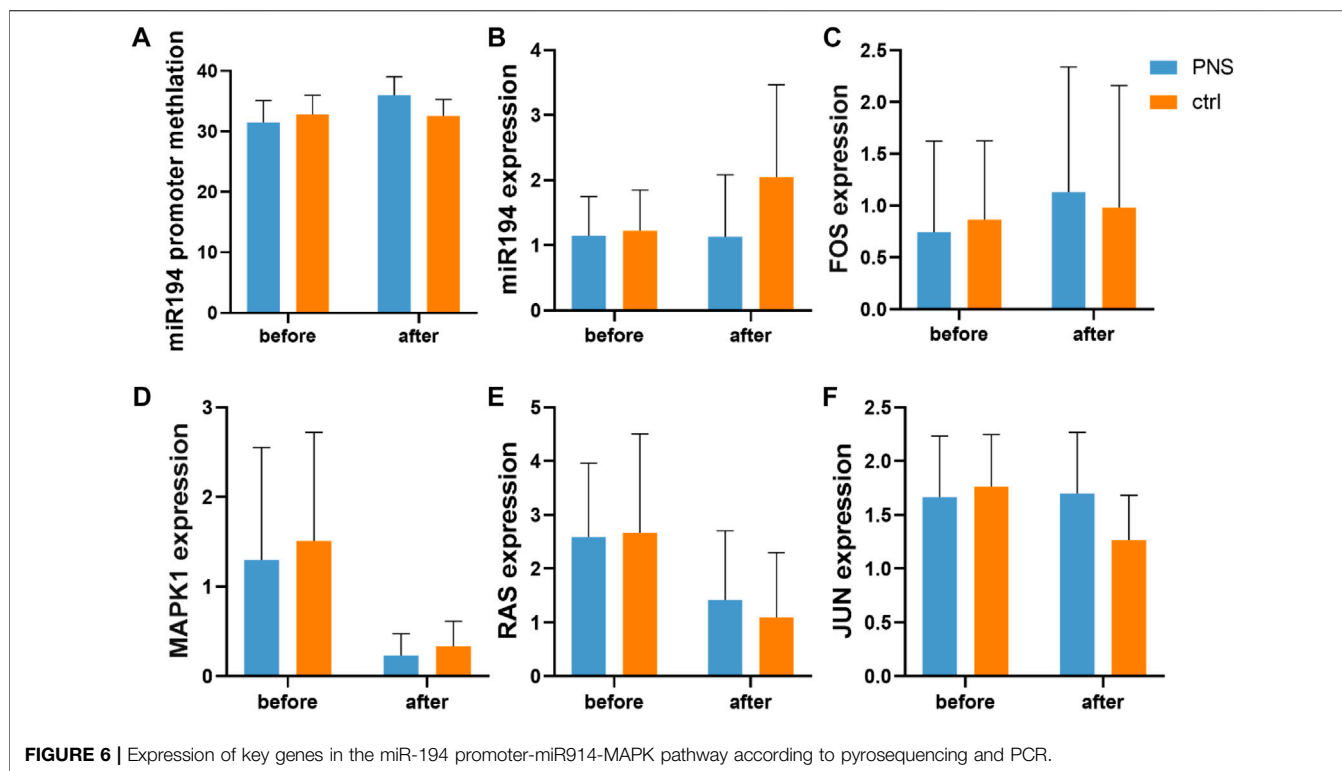 A
miR194 promoter methlation
40
30
20
10
0
before
after
B
miR194 expression
4
3
2
1
0
before
after
C
FOS expression
2.5
2.0
1.5
1.0
0.5
0.0
before
after
PNS
ctrl
D
MAPK1 expression
3
2
1
0
before
after
E
RAS expression
5
4
3
2
1
0
before
after
F
JUN expression
2.5
2.0
1.5
1.0
0.5
0.0
before
after
FIGURE 6 | Expression of key genes in the miR-194 promoter-miR914-MAPK pathway according to pyrosequencing and PCR.